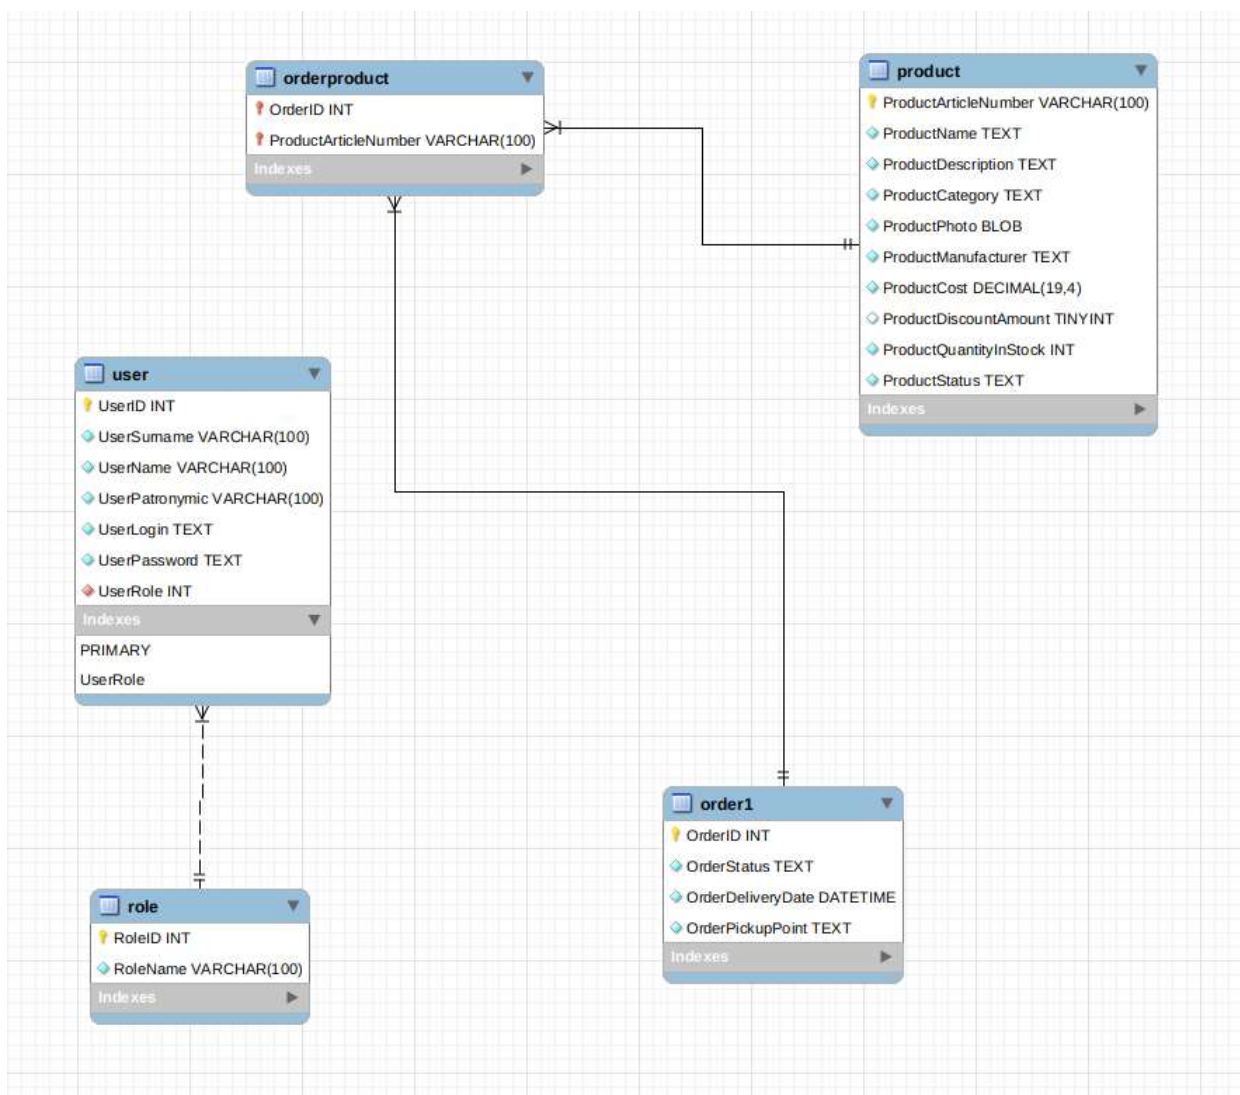 orderproduct
OrderID INT
ProductArticleNumber VARCHAR(100)
Indexes
product
ProductArticleNumber VARCHAR(100)
ProductName TEXT
ProductDescription TEXT
ProductCategory TEXT
ProductPhoto BLOB
ProductManufacturer TEXT
ProductCost DECIMAL(19,4)
ProductDiscountAmount TINYINT
ProductQuantityInStock INT
ProductStatus TEXT
Indexes
user
UserID INT
UserSurname VARCHAR(100)
UserName VARCHAR(100)
UserPatronymic VARCHAR(100)
UserLogin TEXT
UserPassword TEXT
UserRole INT
Indexes
PRIMARY
UserRole
order1
OrderID INT
OrderStatus TEXT
OrderDeliveryDate DATETIME
OrderPickupPoint TEXT
Indexes
role
RoleID INT
RoleName VARCHAR(100)
Indexes